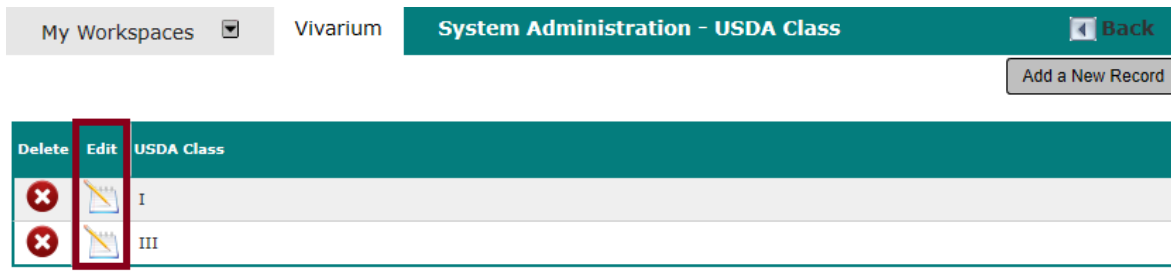 My Workspaces Vivarium System Administration - USDA Class Back
Add a New Record
Delete Edit USDA Class
I
III